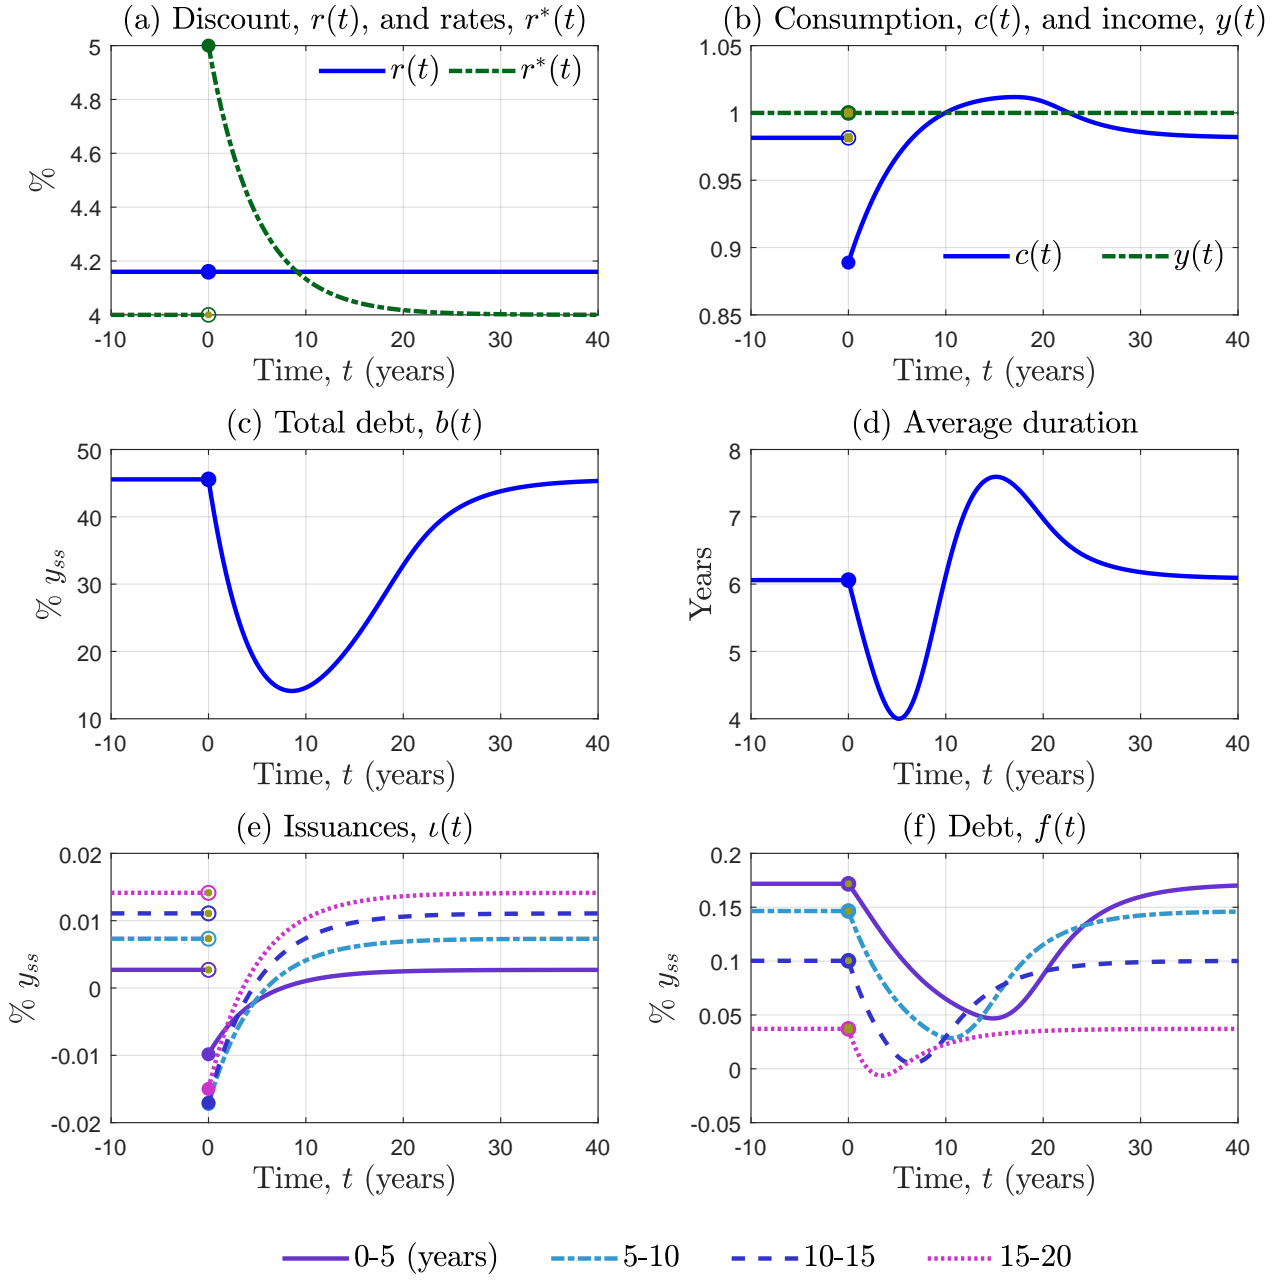 (a) Discount, r(t), and rates, r*(t)
5
4.8
4.6
4.4
4.2
4
%
r(t)
r*(t)
-10 0 10 20 30 40
Time, t (years)
(b) Consumption, c(t), and income, y(t)
1.05
1
0.95
0.9
0.85
c(t)
y(t)
-10 0 10 20 30 40
Time, t (years)
(c) Total debt, b(t)
50
40
30
20
10
% yss
-10 0 10 20 30 40
Time, t (years)
(d) Average duration
8
7
6
5
4
Years
-10 0 10 20 30 40
Time, t (years)
(e) Issuances, ι(t)
0.02
0.01
0
-0.01
-0.02
% yss
-10 0 10 20 30 40
Time, t (years)
(f) Debt, f(t)
0.2
0.15
0.1
0.05
0
-0.05
% yss
-10 0 10 20 30 40
Time, t (years)
0-5 (years) 5-10 10-15 15-20